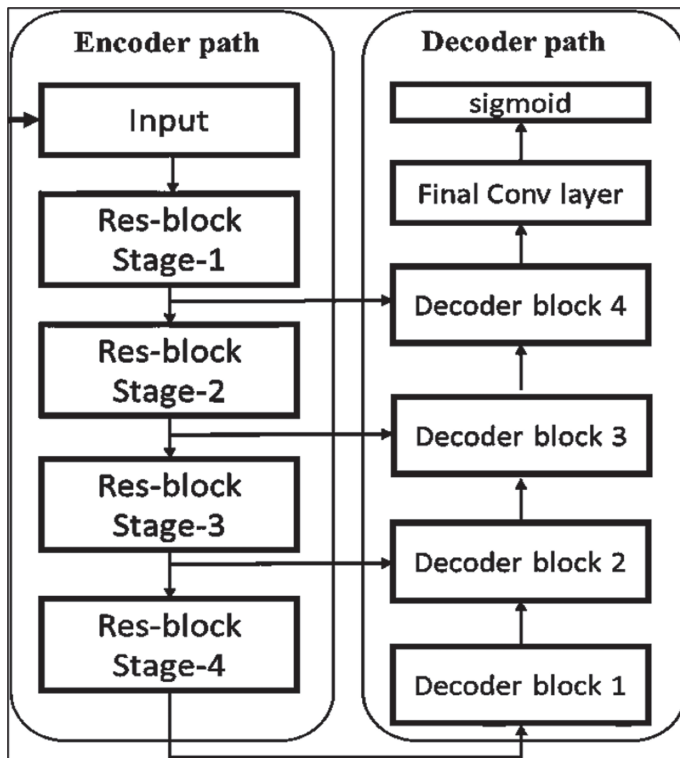 Encoder path
Input
Res-block
Stage-1
Res-block
Stage-2
Res-block
Stage-3
Res-block
Stage-4
Decoder path
sigmoid
Final Conv layer
Decoder block 4
Decoder block 3
Decoder block 2
Decoder block 1